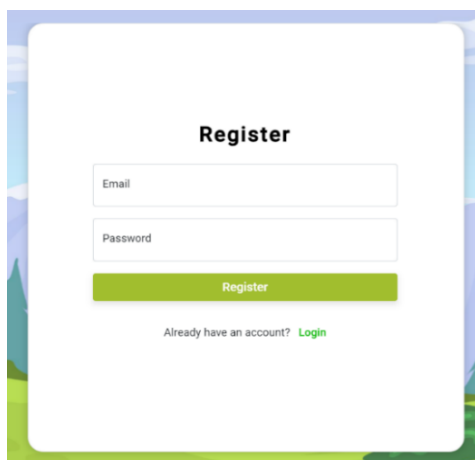 Register
Email
Password
Register
Already have an account? Login